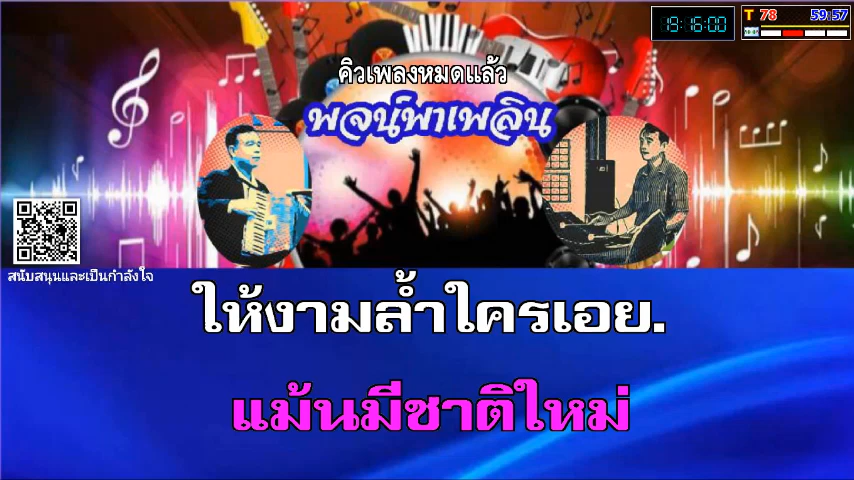 19:16:00
T 78 59:57
คิวเพลงหมดแล้ว
พจน์พาเพลิน
สนับสนุนและเป็นกำลังใจ
ให้งามล้ำใครเอย.
แม้นมีชาติใหม่